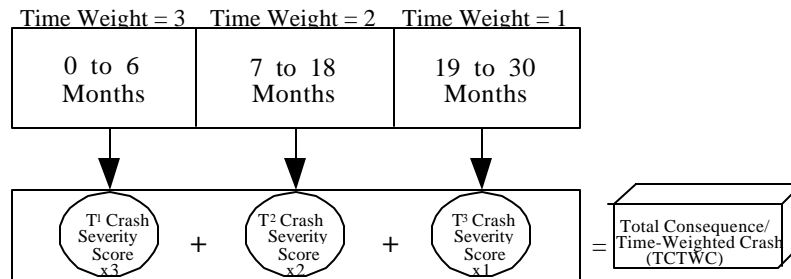 Time Weight = 3 Time Weight = 2 Time Weight = 1
0 to 6 7 to 18 19 to 30
Months Months Months
T¹ Crash T² Crash T³ Crash
Severity Severity Severity
Score + Score + Score = 
x3 x2 x1
Total Consequence/
Time-Weighted Crash
(TCTWC)